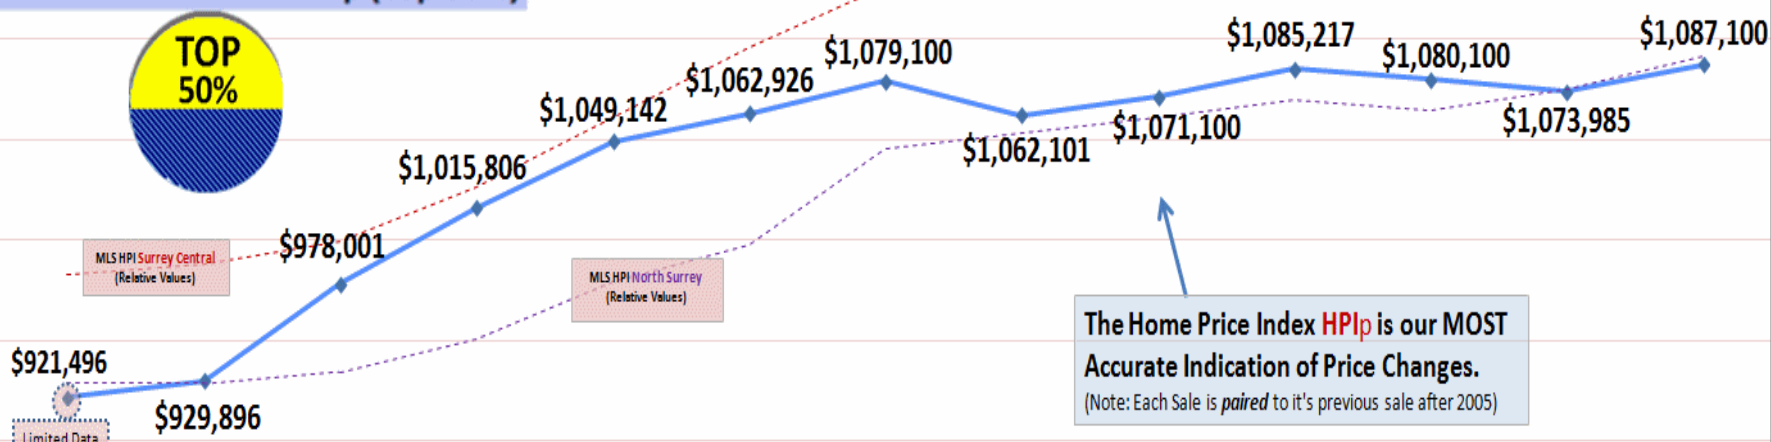 TOP
50%
$921,496
$929,896
$978,001
$1,015,806
$1,049,142
$1,062,926
$1,079,100
$1,062,101
$1,071,100
$1,085,217
$1,080,100
$1,073,985
$1,087,100
MLS HPI Surrey Central
(Relative Values)
MLS HPI North Surrey
(Relative Values)
Limited Data
The Home Price Index HPIp is our MOST
Accurate Indication of Price Changes.
(Note: Each Sale is paired to it's previous sale after 2005)